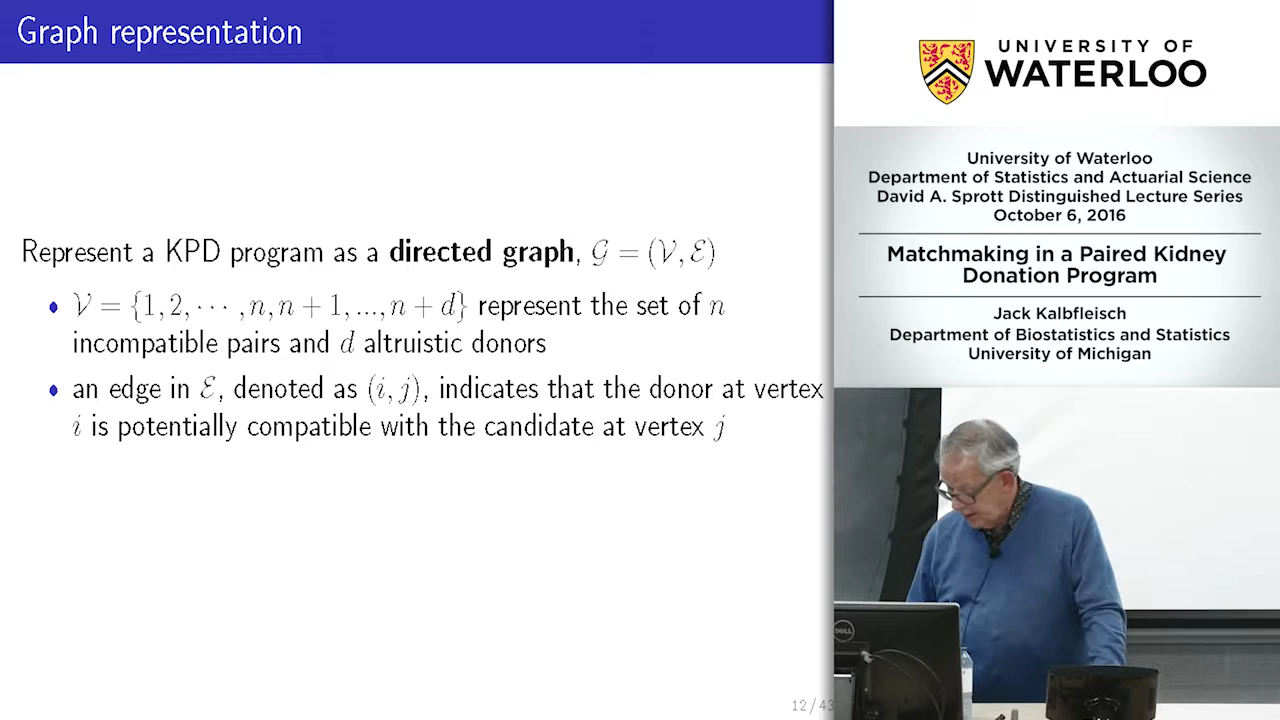 Graph representation
Represent a KPD program as a directed graph, 𝒢 = (𝒱, ℰ)
• 𝒱 = {1, 2, ⋯ , n, n + 1, ..., n + d} represent the set of n
incompatible pairs and d altruistic donors
• an edge in ℰ, denoted as (i, j), indicates that the donor at vertex
i is potentially compatible with the candidate at vertex j
12 / 43
UNIVERSITY OF
WATERLOO
University of Waterloo
Department of Statistics and Actuarial Science
David A. Sprott Distinguished Lecture Series
October 6, 2016
Matchmaking in a Paired Kidney
Donation Program
Jack Kalbfleisch
Department of Biostatistics and Statistics
University of Michigan
DELL